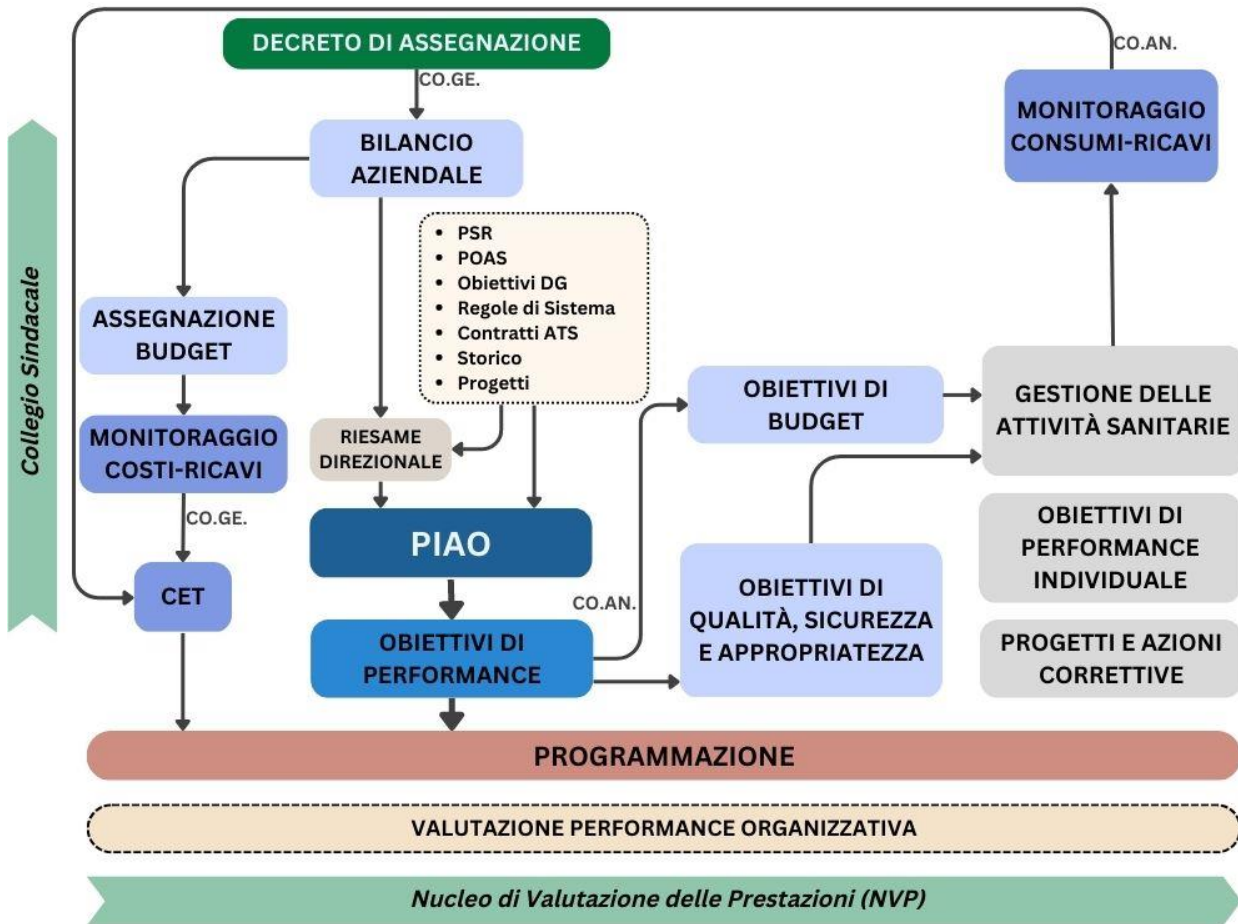 DECRETO DI ASSEGNAZIONE
CO.GE.
CO.AN.
BILANCIO
AZIENDALE
MONITORAGGIO
CONSUMI-RICAVI
Collegio Sindacale
• PSR
• POAS
• Obiettivi DG
• Regole di Sistema
• Contratti ATS
• Storico
• Progetti
ASSEGNAZIONE
BUDGET
MONITORAGGIO
COSTI-RICAVI
CO.GE.
CET
RIESAME
DIREZIONALE
PIAO
OBIETTIVI DI
PERFORMANCE
CO.AN.
OBIETTIVI DI
BUDGET
OBIETTIVI DI
QUALITÀ, SICUREZZA
E APPROPRIATEZZA
GESTIONE DELLE
ATTIVITÀ SANITARIE
OBIETTIVI DI
PERFORMANCE
INDIVIDUALE
PROGETTI E AZIONI
CORRETTIVE
PROGRAMMAZIONE
VALUTAZIONE PERFORMANCE ORGANIZZATIVA
Nucleo di Valutazione delle Prestazioni (NVP)